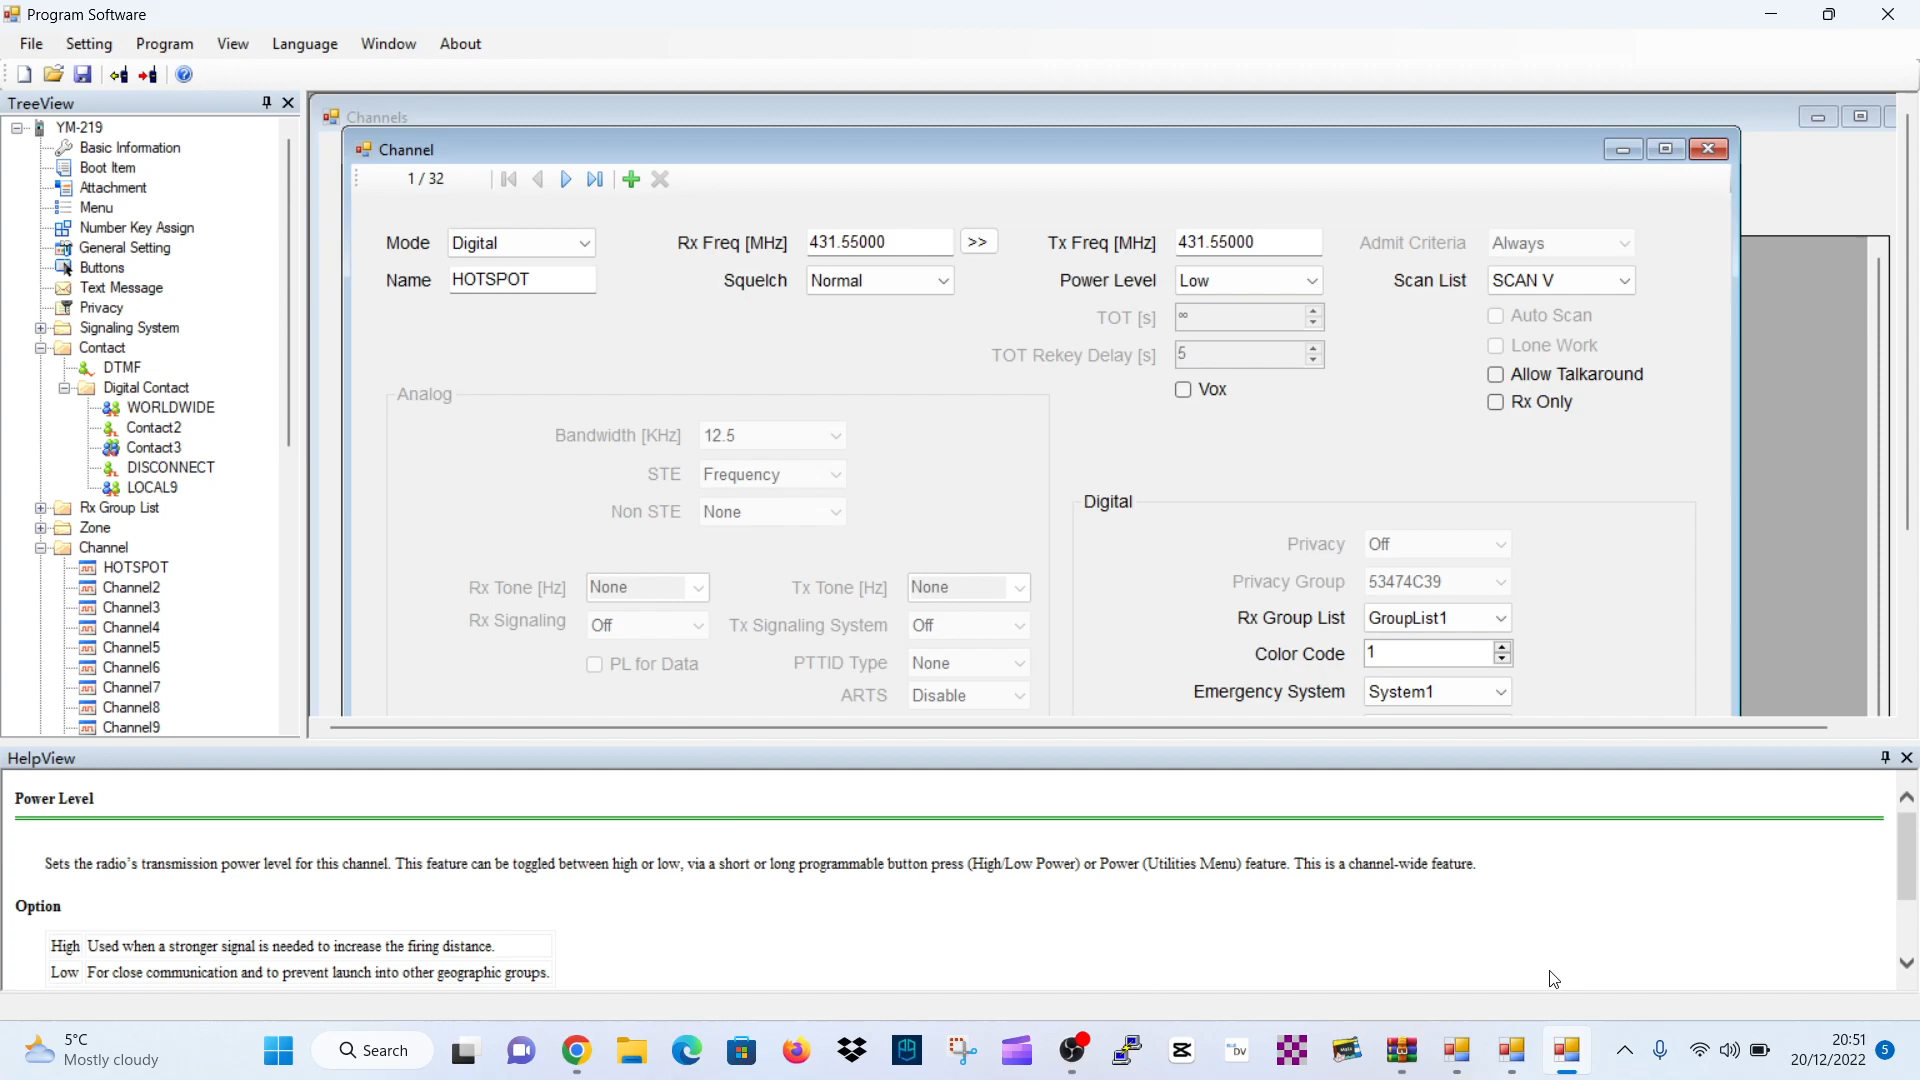 Program Software
File Setting Program View Language Window About
TreeView
YM-219
Basic Information
Boot Item
Attachment
Menu
Number Key Assign
General Setting
Buttons
Text Message
Privacy
Signaling System
Contact
DTMF
Digital Contact
WORLDWIDE
Contact2
Contact3
DISCONNECT
LOCAL9
Rx Group List
Zone
Channel
HOTSPOT
Channel2
Channel3
Channel4
Channel5
Channel6
Channel7
Channel8
Channel9
Channels
Channel
1 / 32
Mode Digital Rx Freq [MHz] 431.55000 >> Tx Freq [MHz] 431.55000 Admit Criteria Always
Name HOTSPOT Squelch Normal Power Level Low Scan List SCAN V
TOT [s] ∞ Auto Scan
TOT Rekey Delay [s] 5 Lone Work
Vox Allow Talkaround
Rx Only
Analog
Bandwidth [KHz] 12.5
STE Frequency
Non STE None
Rx Tone [Hz] None Tx Tone [Hz] None
Rx Signaling Off Tx Signaling System Off
PL for Data PTTID Type None
ARTS Disable
Digital
Privacy Off
Privacy Group 53474C39
Rx Group List GroupList1
Color Code 1
Emergency System System1
HelpView
Power Level
Sets the radio's transmission power level for this channel. This feature can be toggled between high or low, via a short or long programmable button press (High/Low Power) or Power (Utilities Menu) feature. This is a channel-wide feature.
Option
High Used when a stronger signal is needed to increase the firing distance.
Low For close communication and to prevent launch into other geographic groups.
5°C
Mostly cloudy
Search
DV
20:51
20/12/2022
5